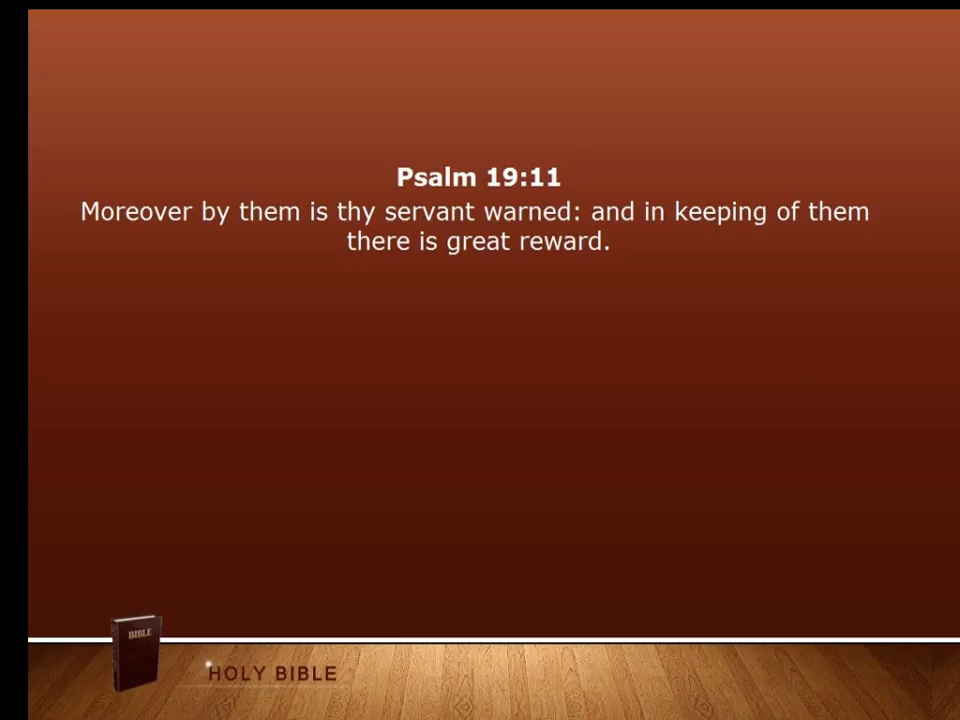 Psalm 19:11
Moreover by them is thy servant warned: and in keeping of them
there is great reward.
BIBLE
HOLY BIBLE